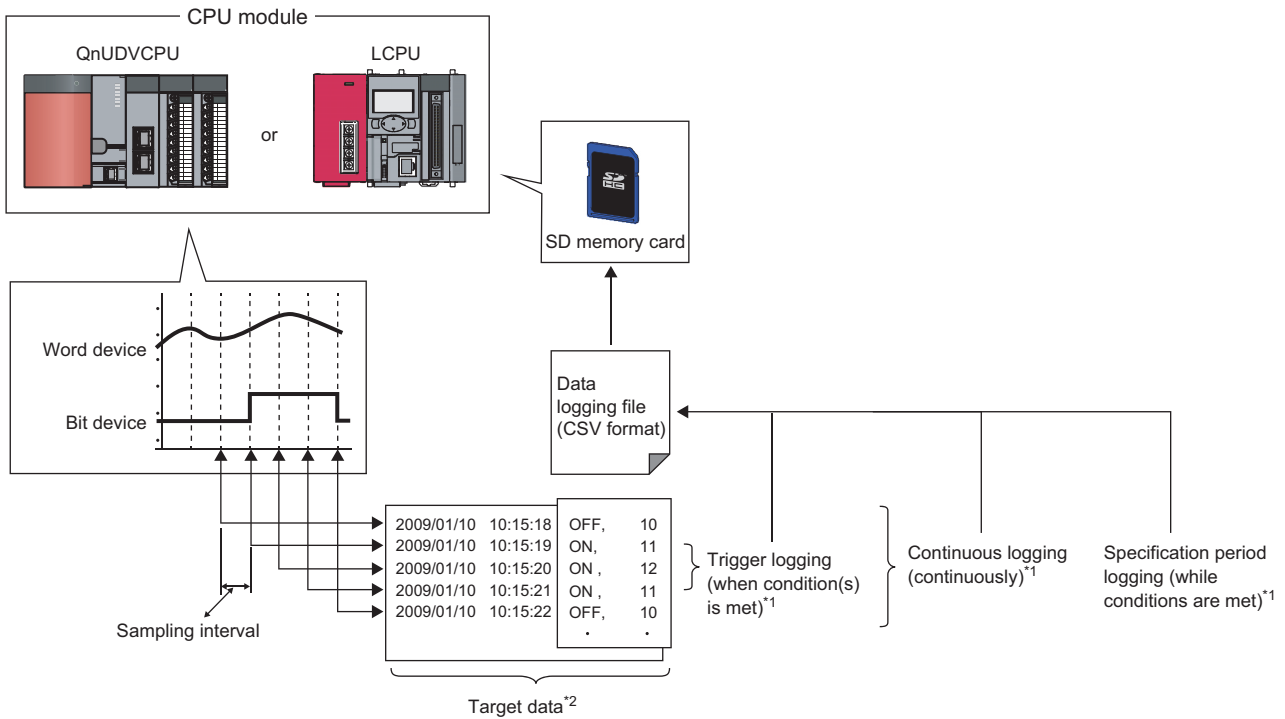 CPU module
QnUDVCPU
LCPU
or
SD
HC
SD memory card
Word device
Bit device
Data
logging file
(CSV format)
2009/01/10 10:15:18 OFF, 10
2009/01/10 10:15:19 ON, 11
2009/01/10 10:15:20 ON , 12
2009/01/10 10:15:21 ON , 11
2009/01/10 10:15:22 OFF, 10
Sampling interval
Trigger logging
(when condition(s)
is met)*1
Continuous logging
(continuously)*1
Specification period
logging (while
conditions are met)*1
Target data*2